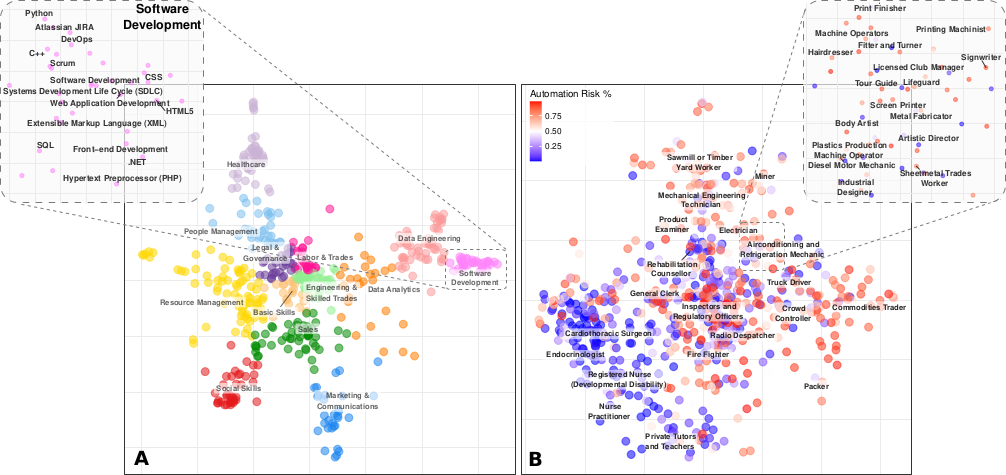 Software
Development
Python
Atlassian JIRA
DevOps
C++
Scrum
Software Development
CSS
Systems Development Life Cycle (SDLC)
Web Application Development
HTML5
Extensible Markup Language (XML)
SQL
Front-end Development
.NET
Hypertext Preprocessor (PHP)
Healthcare
People Management
Legal &
Governance
Labor & Trades
Data Engineering
Software
Development
Engineering &
Skilled Trades
Data Analytics
Resource Management
Basic Skills
Sales
Social Skills
Marketing &
Communications
A
Automation Risk %
0.75
0.50
0.25
Sawmill or Timber
Yard Worker
Miner
Mechanical Engineering
Technician
Product
Examiner
Electrician
Airconditioning and
Refrigeration Mechanic
Rehabilitation
Counsellor
Truck Driver
General Clerk
Inspectors and
Regulatory Officers
Crowd
Controller
Commodities Trader
Cardiothoracic Surgeon
Radio Despatcher
Endocrinologist
Fire Fighter
Registered Nurse
(Developmental Disability)
Packer
Nurse
Practitioner
Private Tutors
and Teachers
B
Print Finisher
Machine Operators
Printing Machinist
Hairdresser
Fitter and Turner
Signwriter
Licensed Club Manager
Tour Guide
Lifeguard
Screen Printer
Metal Fabricator
Body Artist
Artistic Director
Plastics Production
Machine Operator
Diesel Motor Mechanic
Sheetmetal Trades
Worker
Industrial
Designer